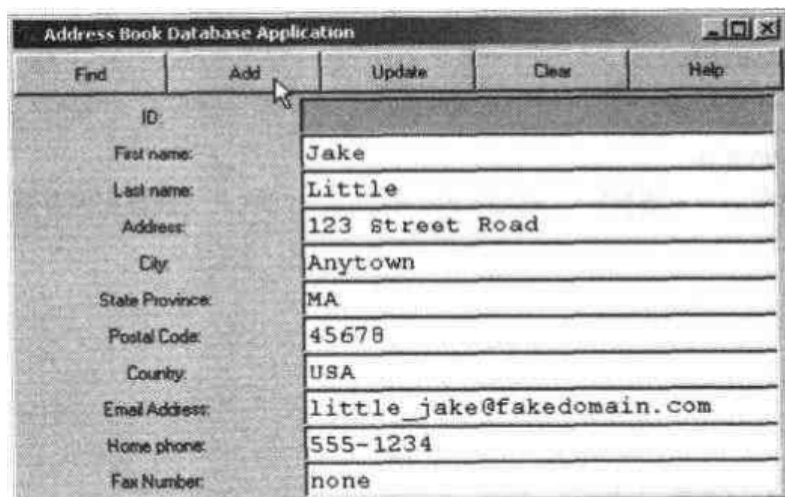 Address Book Database Application
Find Add Update Clear Help
ID:
First name: Jake
Last name: Little
Address: 123 Street Road
City: Anytown
State Province: MA
Postal Code: 45678
Country: USA
Email Address: little_jake@fakedomain.com
Home phone: 555-1234
Fax Number: none